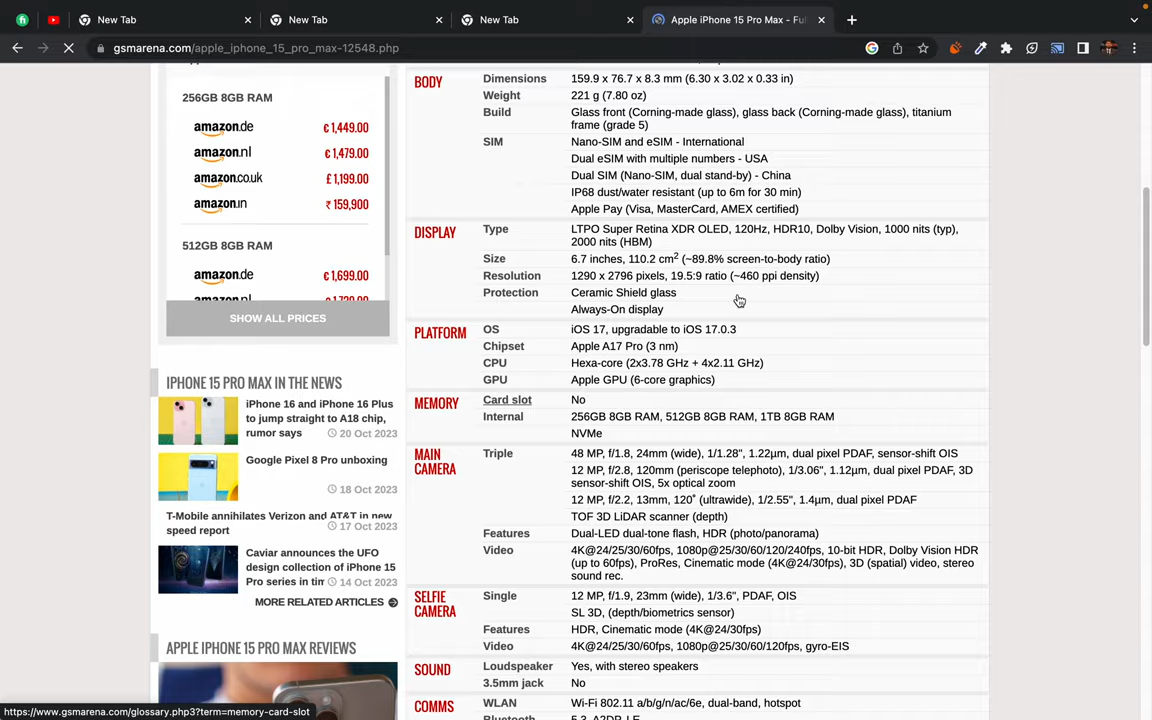 New Tab
New Tab
New Tab
Apple iPhone 15 Pro Max - Ful
gsmarena.com/apple_iphone_15_pro_max-12548.php
256GB 8GB RAM
amazon.de € 1,449.00
amazon.nl € 1,479.00
amazon.co.uk £ 1,199.00
amazon.in ₹ 159,900
512GB 8GB RAM
amazon.de € 1,699.00
SHOW ALL PRICES
IPHONE 15 PRO MAX IN THE NEWS
iPhone 16 and iPhone 16 Plus
to jump straight to A18 chip,
rumor says 20 Oct 2023
Google Pixel 8 Pro unboxing
18 Oct 2023
T-Mobile annihilates Verizon and AT&T in new
speed report 17 Oct 2023
Caviar announces the UFO
design collection of iPhone 15
Pro series in tim 14 Oct 2023
MORE RELATED ARTICLES
APPLE IPHONE 15 PRO MAX REVIEWS
BODY
Dimensions 159.9 x 76.7 x 8.3 mm (6.30 x 3.02 x 0.33 in)
Weight 221 g (7.80 oz)
Build Glass front (Corning-made glass), glass back (Corning-made glass), titanium
frame (grade 5)
SIM Nano-SIM and eSIM - International
Dual eSIM with multiple numbers - USA
Dual SIM (Nano-SIM, dual stand-by) - China
IP68 dust/water resistant (up to 6m for 30 min)
Apple Pay (Visa, MasterCard, AMEX certified)
DISPLAY
Type LTPO Super Retina XDR OLED, 120Hz, HDR10, Dolby Vision, 1000 nits (typ),
2000 nits (HBM)
Size 6.7 inches, 110.2 cm² (~89.8% screen-to-body ratio)
Resolution 1290 x 2796 pixels, 19.5:9 ratio (~460 ppi density)
Protection Ceramic Shield glass
Always-On display
PLATFORM
OS iOS 17, upgradable to iOS 17.0.3
Chipset Apple A17 Pro (3 nm)
CPU Hexa-core (2x3.78 GHz + 4x2.11 GHz)
GPU Apple GPU (6-core graphics)
MEMORY
Card slot No
Internal 256GB 8GB RAM, 512GB 8GB RAM, 1TB 8GB RAM
NVMe
MAIN
CAMERA
Triple 48 MP, f/1.8, 24mm (wide), 1/1.28", 1.22µm, dual pixel PDAF, sensor-shift OIS
12 MP, f/2.8, 120mm (periscope telephoto), 1/3.06", 1.12µm, dual pixel PDAF, 3D
sensor-shift OIS, 5x optical zoom
12 MP, f/2.2, 13mm, 120˚ (ultrawide), 1/2.55", 1.4µm, dual pixel PDAF
TOF 3D LiDAR scanner (depth)
Features Dual-LED dual-tone flash, HDR (photo/panorama)
Video 4K@24/25/30/60fps, 1080p@25/30/60/120/240fps, 10-bit HDR, Dolby Vision HDR
(up to 60fps), ProRes, Cinematic mode (4K@24/30fps), 3D (spatial) video, stereo
sound rec.
SELFIE
CAMERA
Single 12 MP, f/1.9, 23mm (wide), 1/3.6", PDAF, OIS
SL 3D, (depth/biometrics sensor)
Features HDR, Cinematic mode (4K@24/30fps)
Video 4K@24/25/30/60fps, 1080p@25/30/60/120fps, gyro-EIS
SOUND
Loudspeaker Yes, with stereo speakers
3.5mm jack No
COMMS
WLAN Wi-Fi 802.11 a/b/g/n/ac/6e, dual-band, hotspot
https://www.gsmarena.com/glossary.php3?term=memory-card-slot